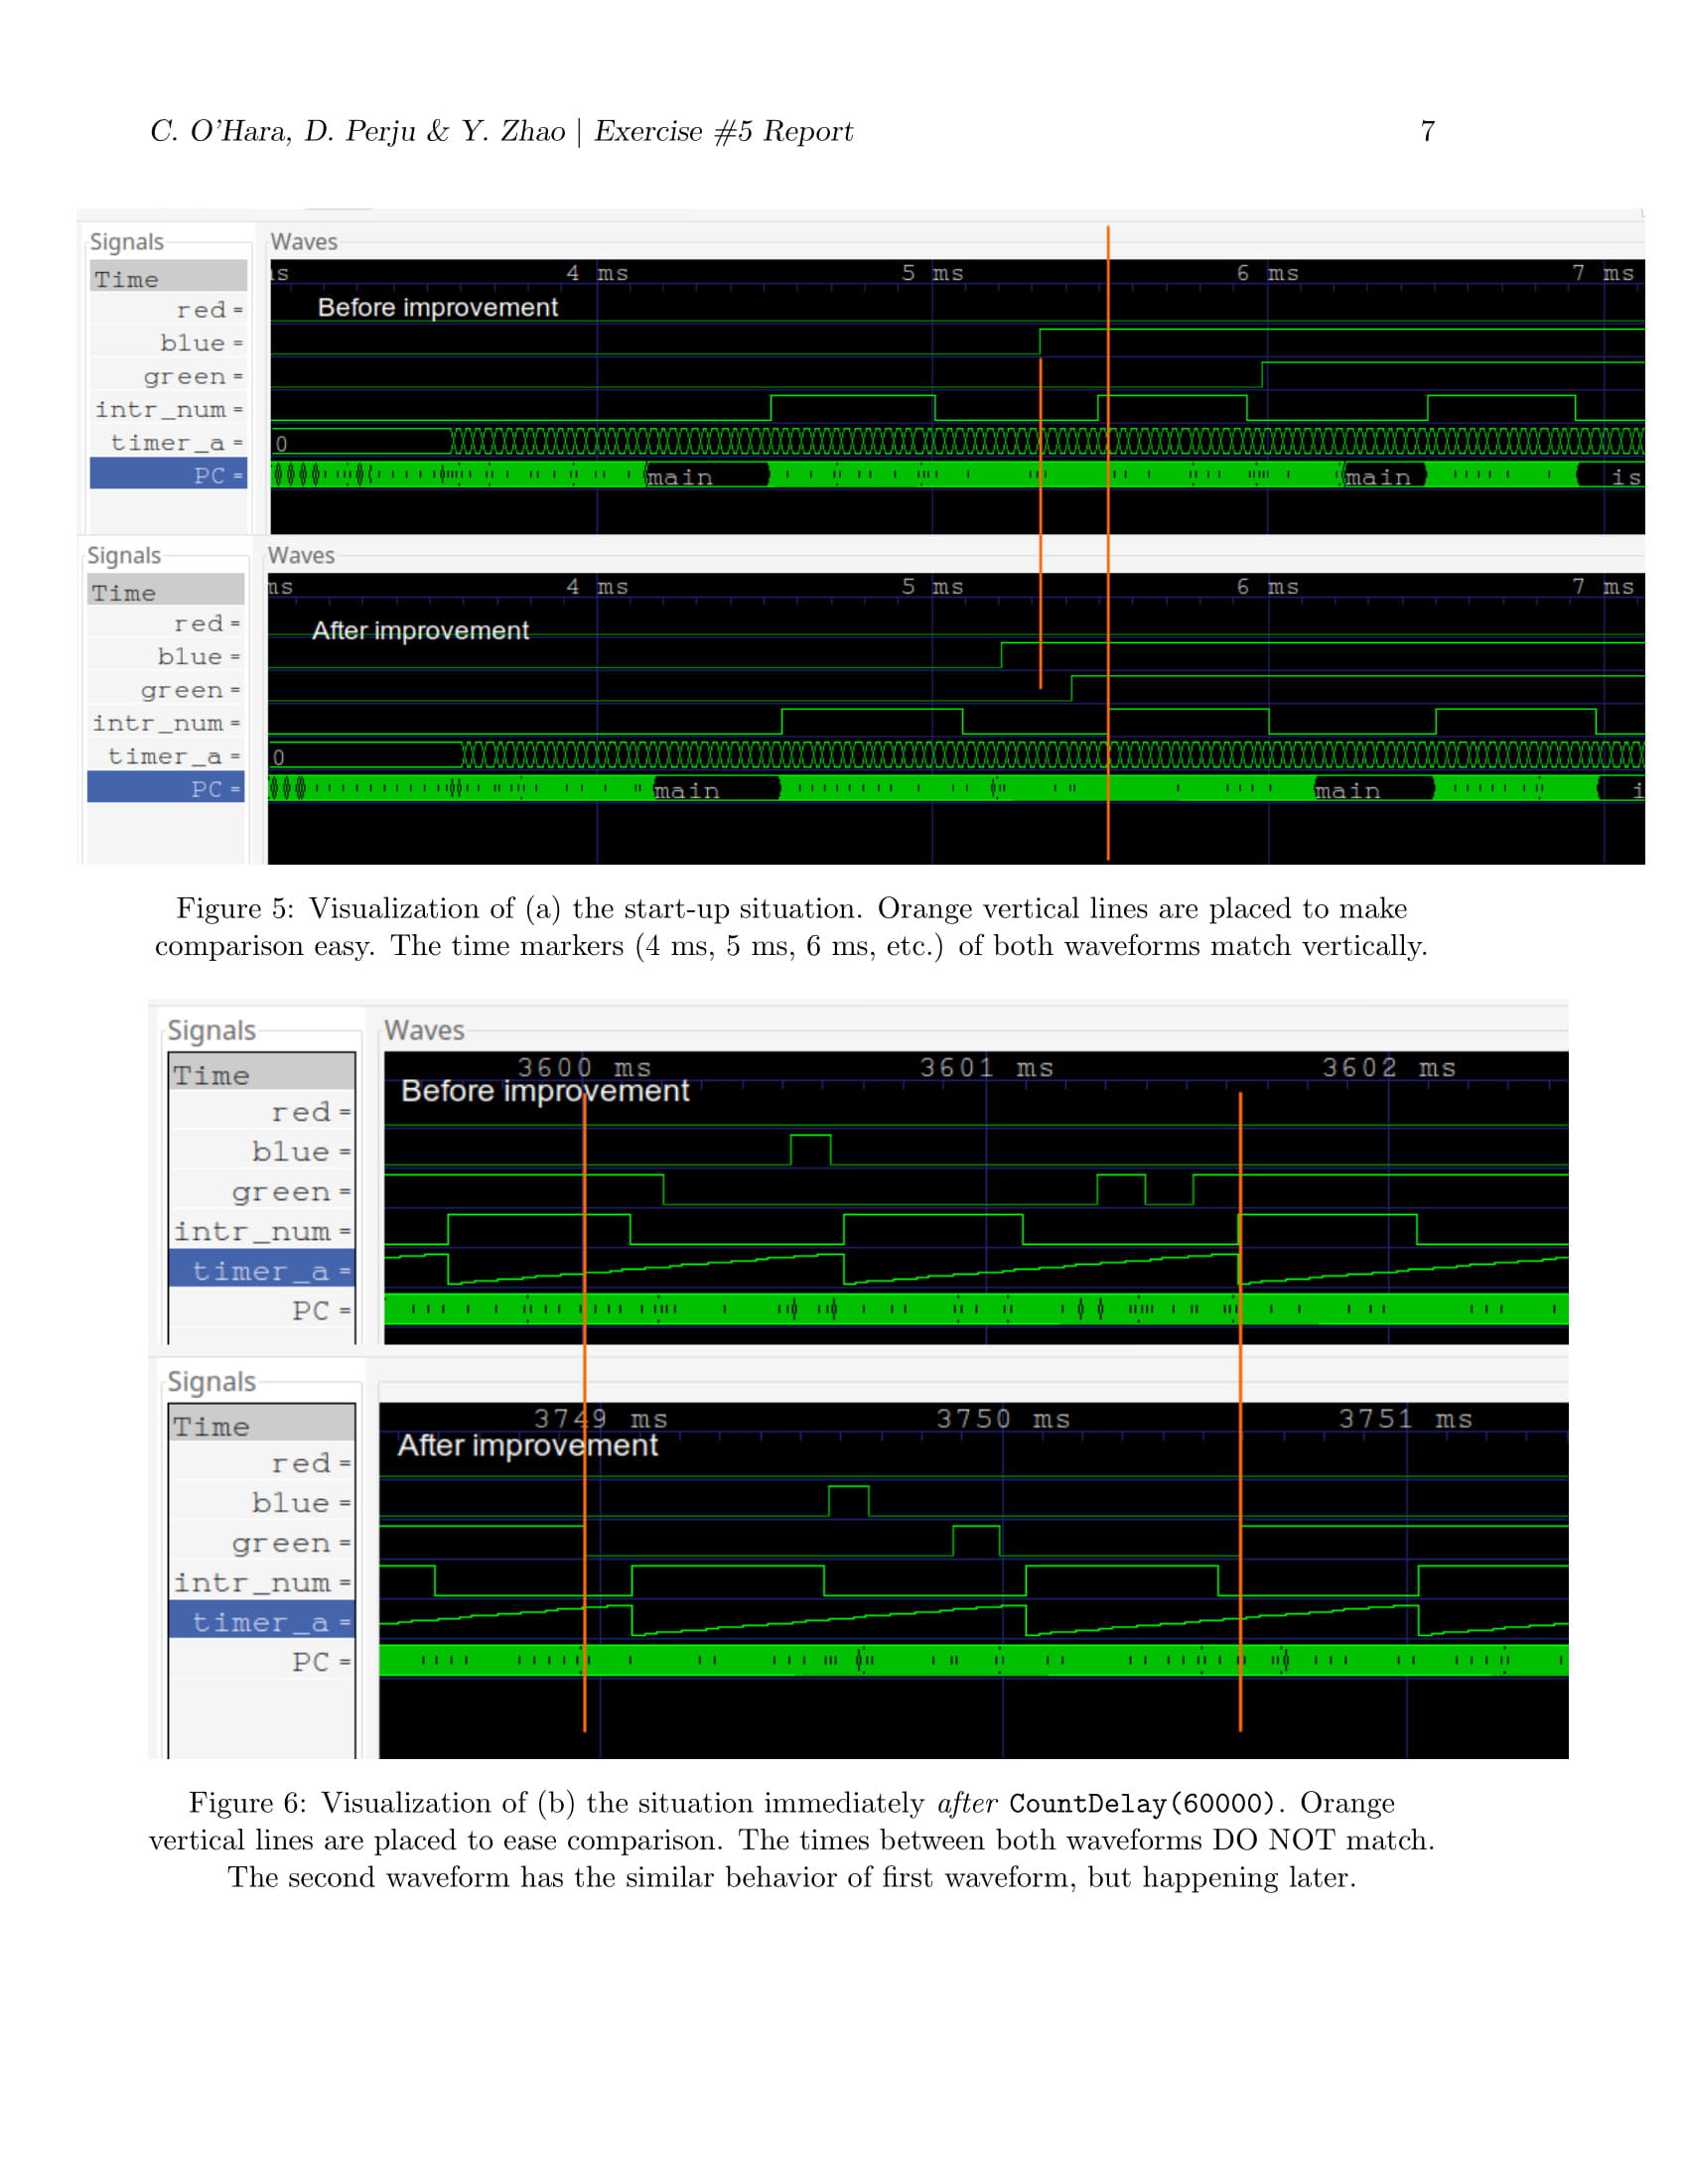 C. O'Hara, D. Perju & Y. Zhao | Exercise #5 Report 7
Signals Waves
Time s 4 ms 5 ms 6 ms 7 ms
red = Before improvement
blue =
green =
intr_num =
timer_a = 0
PC = main main is
Signals Waves
Time ms 4 ms 5 ms 6 ms 7 ms
red = After improvement
blue =
green =
intr_num =
timer_a = 0
PC = main main i
Figure 5: Visualization of (a) the start-up situation. Orange vertical lines are placed to make
comparison easy. The time markers (4 ms, 5 ms, 6 ms, etc.) of both waveforms match vertically.
Signals Waves
Time 3600 ms 3601 ms 3602 ms
Before improvement
red =
blue =
green =
intr_num =
timer_a =
PC =
Signals
Time 3749 ms 3750 ms 3751 ms
After improvement
red =
blue =
green =
intr_num =
timer_a =
PC =
Figure 6: Visualization of (b) the situation immediately after CountDelay(60000). Orange
vertical lines are placed to ease comparison. The times between both waveforms DO NOT match.
The second waveform has the similar behavior of first waveform, but happening later.